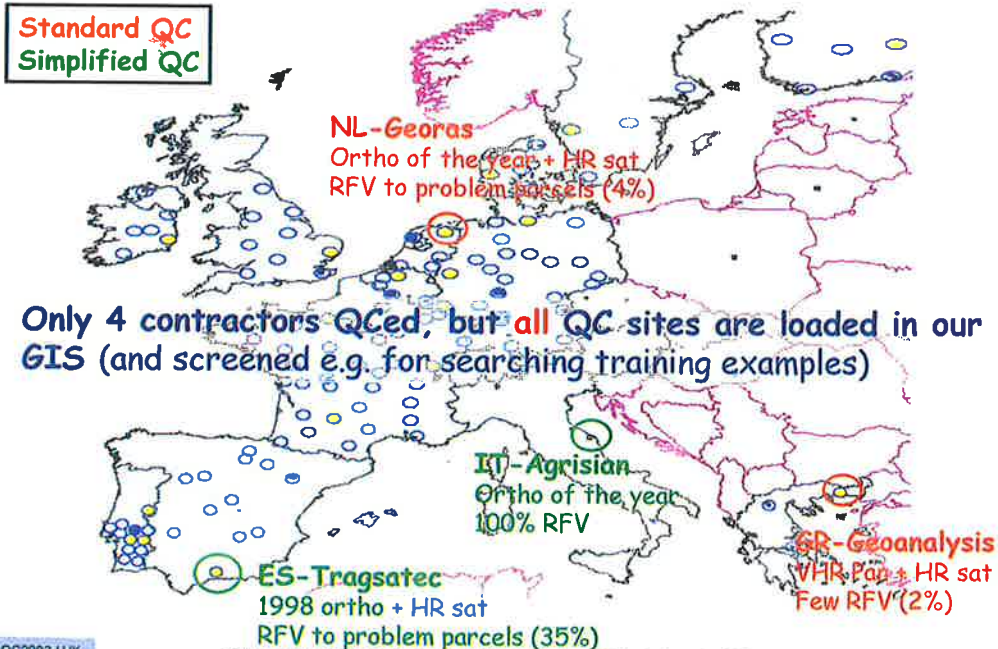 Standard QC
Simplified QC
NL-Georas
Ortho of the year + HR sat
RFV to problem parcels (4%)
Only 4 contractors QCed, but all QC sites are loaded in our
GIS (and screened e.g. for searching training examples)
IT-Agrisian
Ortho of the year
100% RFV
GR-Geoanalysis
VHR Pan + HR sat
Few RFV (2%)
ES-Tragsatec
1998 ortho + HR sat
RFV to problem parcels (35%)